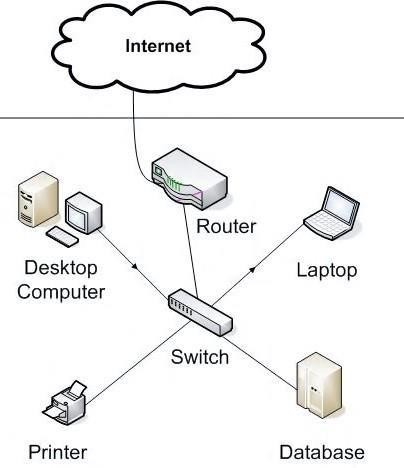 Internet
Router
Desktop
Computer
Laptop
Switch
Printer
Database